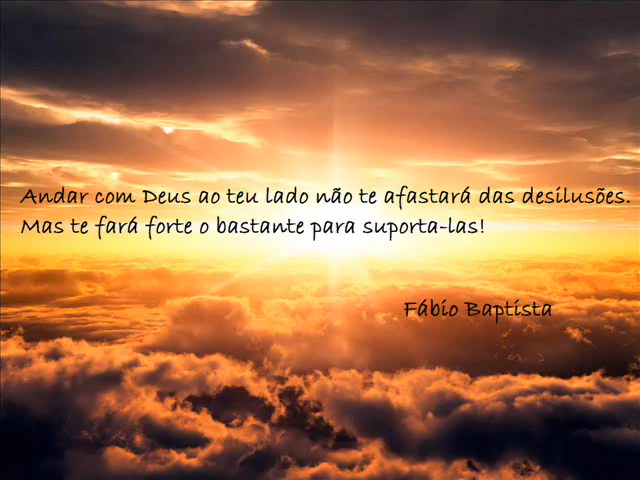 Andar com Deus ao teu lado não te afastará das desilusões.
Mas te fará forte o bastante para suporta-las!
Fábio Baptista